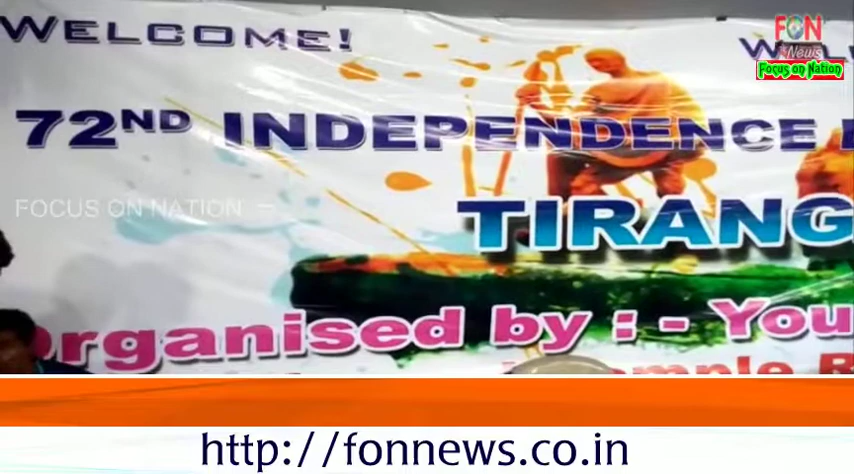 WELCOME!
FON
News
Focus on Nation
72ND INDEPENDENCE
FOCUS ON NATION
TIRANG
Organised by : - You
http://fonnews.co.in